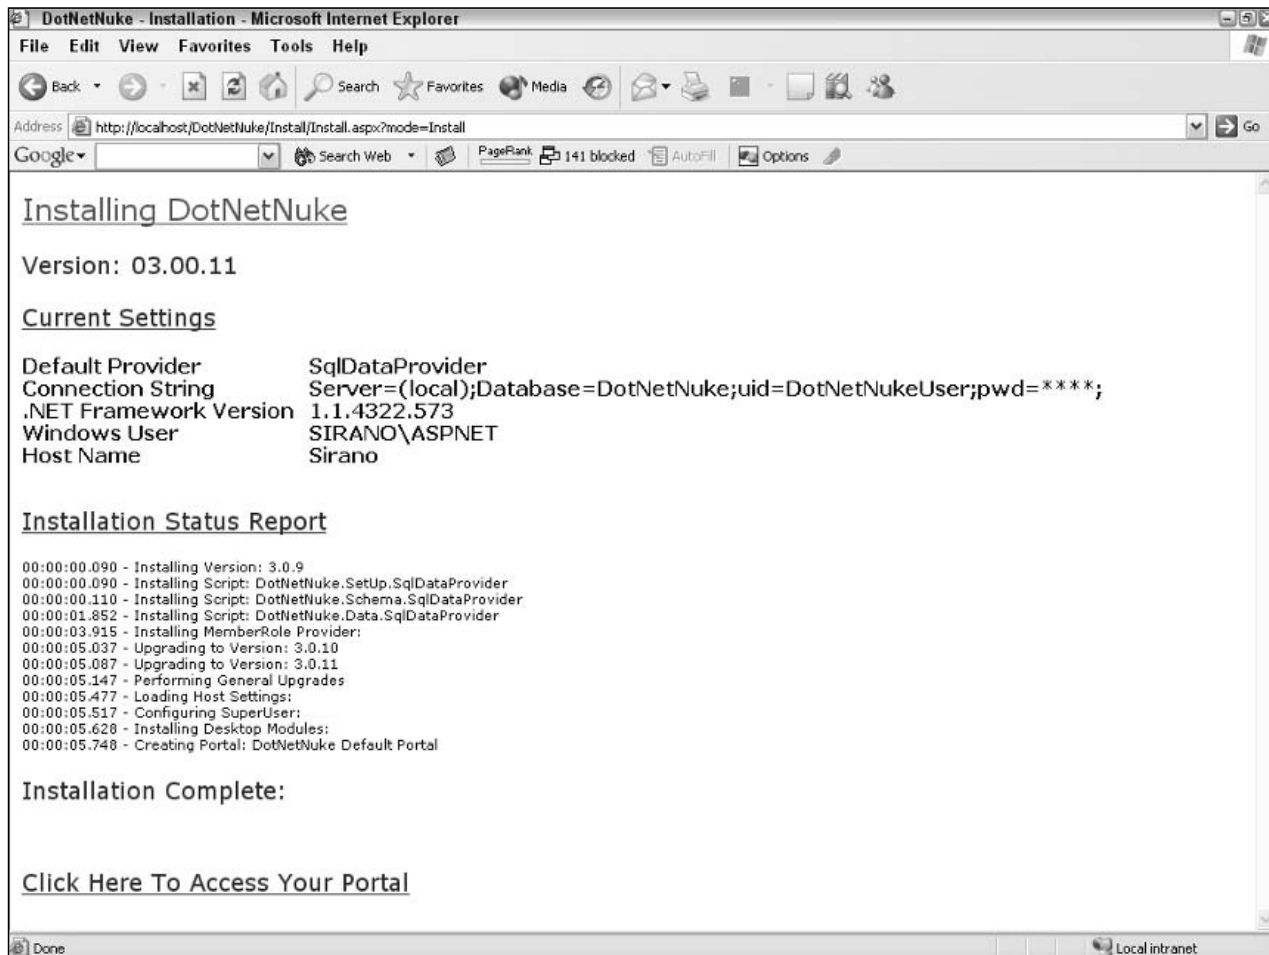 DotNetNuke - Installation - Microsoft Internet Explorer
File Edit View Favorites Tools Help
Back Search Favorites Media
Address http://localhost/DotNetNuke/Install/Install.aspx?mode=Install Go
Google Search Web PageRank 141 blocked AutoFill Options
Installing DotNetNuke
Version: 03.00.11
Current Settings
Default Provider SqlDataProvider
Connection String Server=(local);Database=DotNetNuke;uid=DotNetNukeUser;pwd=****;
.NET Framework Version 1.1.4322.573
Windows User SIRANO\ASPNET
Host Name Sirano
Installation Status Report
00:00:00.090 - Installing Version: 3.0.9
00:00:00.090 - Installing Script: DotNetNuke.SetUp.SqlDataProvider
00:00:00.110 - Installing Script: DotNetNuke.Schema.SqlDataProvider
00:00:01.852 - Installing Script: DotNetNuke.Data.SqlDataProvider
00:00:03.915 - Installing MemberRole Provider:
00:00:05.037 - Upgrading to Version: 3.0.10
00:00:05.087 - Upgrading to Version: 3.0.11
00:00:05.147 - Performing General Upgrades
00:00:05.477 - Loading Host Settings:
00:00:05.517 - Configuring SuperUser:
00:00:05.628 - Installing Desktop Modules:
00:00:05.748 - Creating Portal: DotNetNuke Default Portal
Installation Complete:
Click Here To Access Your Portal
Done Local intranet